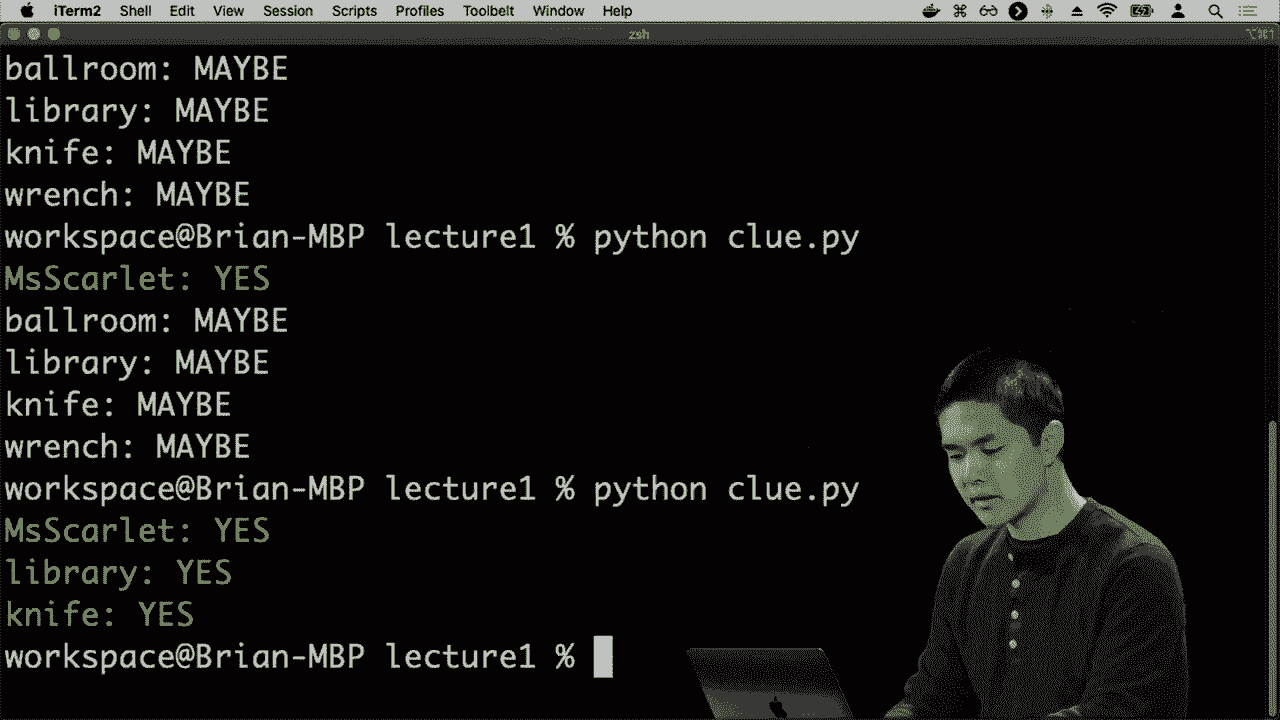 iTerm2 Shell Edit View Session Scripts Profiles Toolbelt Window Help
zsh
ballroom: MAYBE
library: MAYBE
knife: MAYBE
wrench: MAYBE
workspace@Brian-MBP lecture1 % python clue.py
MsScarlet: YES
ballroom: MAYBE
library: MAYBE
knife: MAYBE
wrench: MAYBE
workspace@Brian-MBP lecture1 % python clue.py
MsScarlet: YES
library: YES
knife: YES
workspace@Brian-MBP lecture1 %